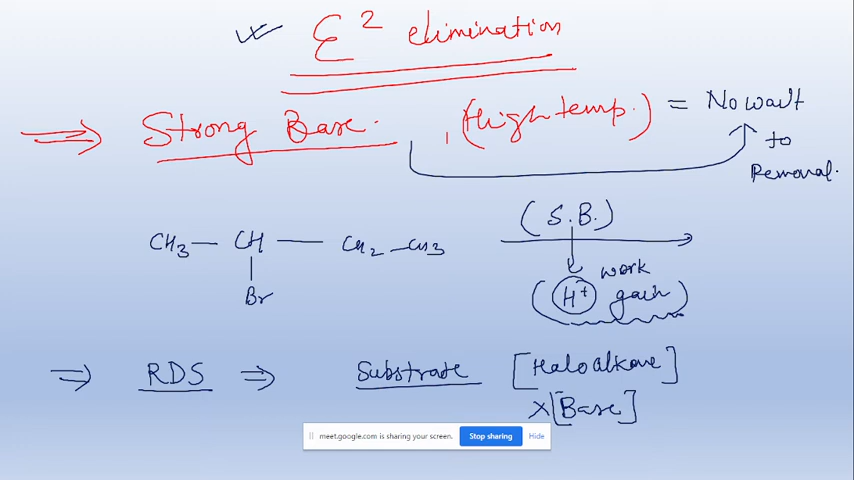 E² elimination
Strong Base. , (High temp.) = No wait
to
Removal.
(S.B.)
CH₃ — CH — CH₂ — CH₃
Br
work
(H⁺ gain)
⇒ RDS ⇒ Substrate [Haloalkane]
×[Base]
meet.google.com is sharing your screen. Stop sharing Hide